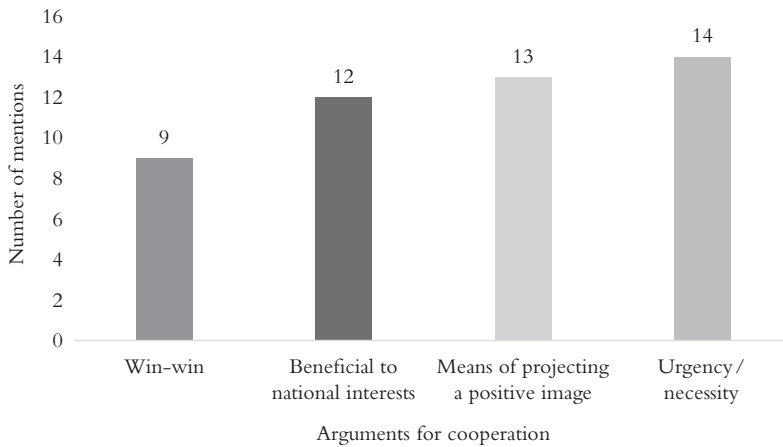 Number of mentions
16
14
12
10
8
6
4
2
0
9
12
13
14
Win-win
Beneficial to
national interests
Means of projecting
a positive image
Urgency/
necessity
Arguments for cooperation